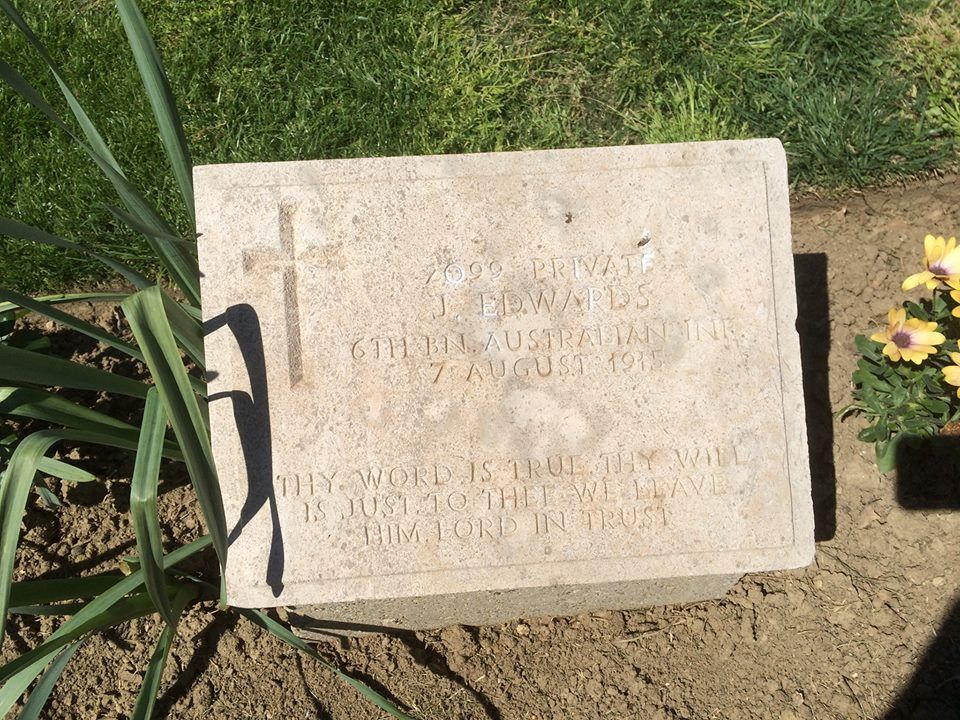 2099 PRIVATE
J. EDWARDS
6TH BN. AUSTRALIAN INF.
7 AUGUST 1915
THY WORD IS TRUE, THY WILL
IS JUST, TO THEE WE LEAVE
HIM, LORD IN TRUST